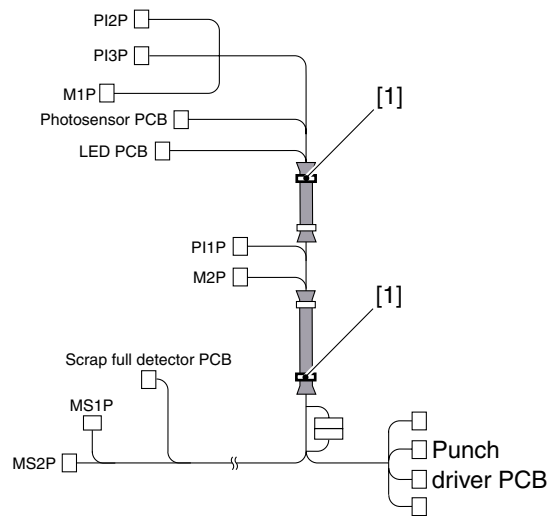 PI2P
PI3P
M1P
[1]
Photosensor PCB
LED PCB
PI1P
M2P
[1]
Scrap full detector PCB
MS1P
Punch
MS2P
driver PCB